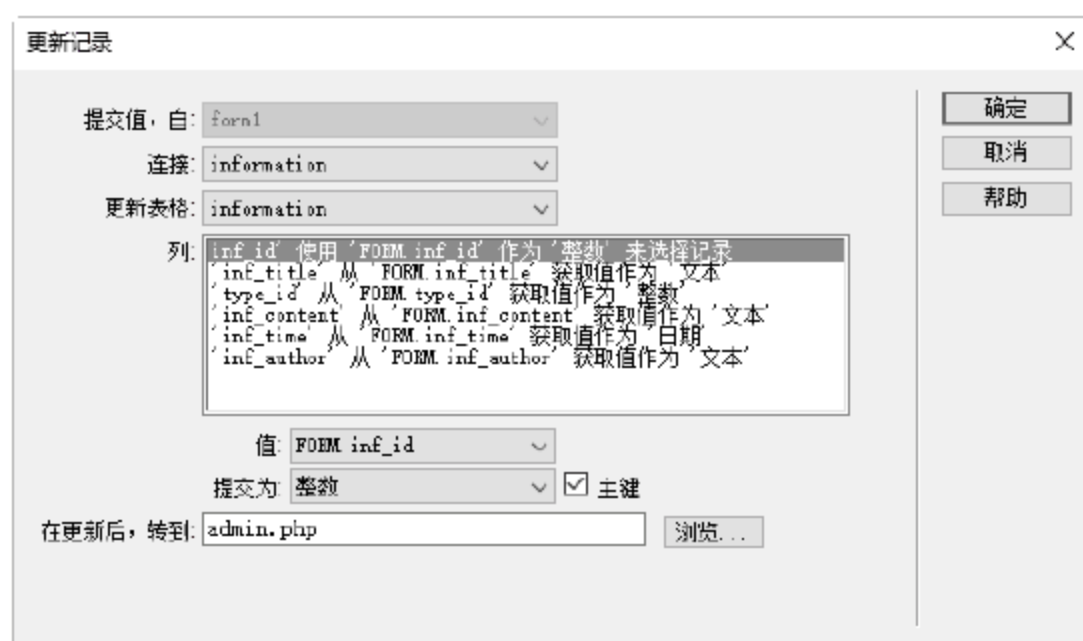 更新记录
提交值，自: form1
确定
连接: information
取消
更新表格: information
帮助
列: 'inf_id' 使用 'FORM.inf_id' 作为 '整数' 来选择记录
'inf_title' 从 'FORM.inf_title' 获取值作为 '文本'
'type_id' 从 'FORM.type_id' 获取值作为 '整数'
'inf_content' 从 'FORM.inf_content' 获取值作为 '文本'
'inf_time' 从 'FORM.inf_time' 获取值作为 '日期'
'inf_author' 从 'FORM.inf_author' 获取值作为 '文本'
值: FORM.inf_id
提交为: 整数 主键
在更新后，转到: admin.php 浏览...